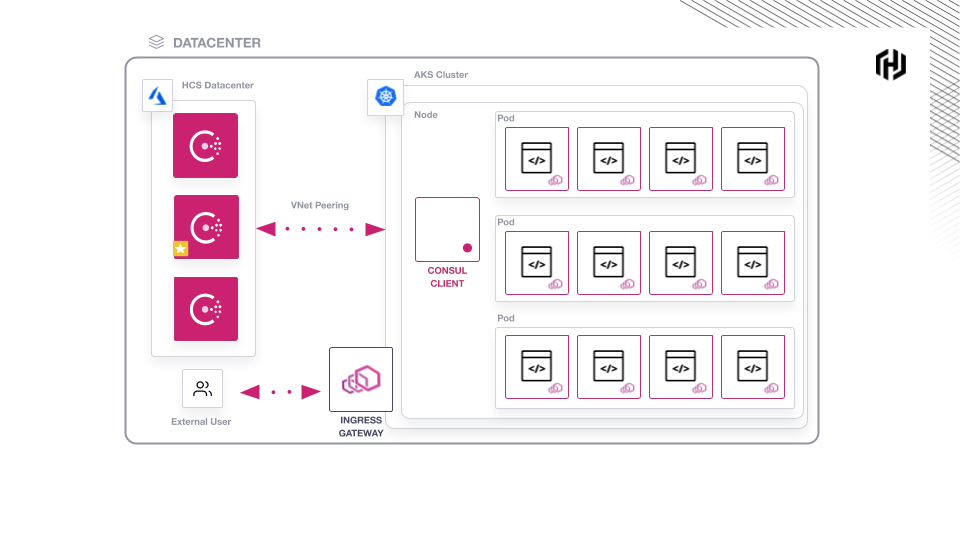 DATACENTER
HCS Datacenter
AKS Cluster
Node
Pod
</>
</>
</>
</>
VNet Peering
CONSUL
CLIENT
Pod
</>
</>
</>
</>
Pod
</>
</>
</>
</>
External User
INGRESS
GATEWAY